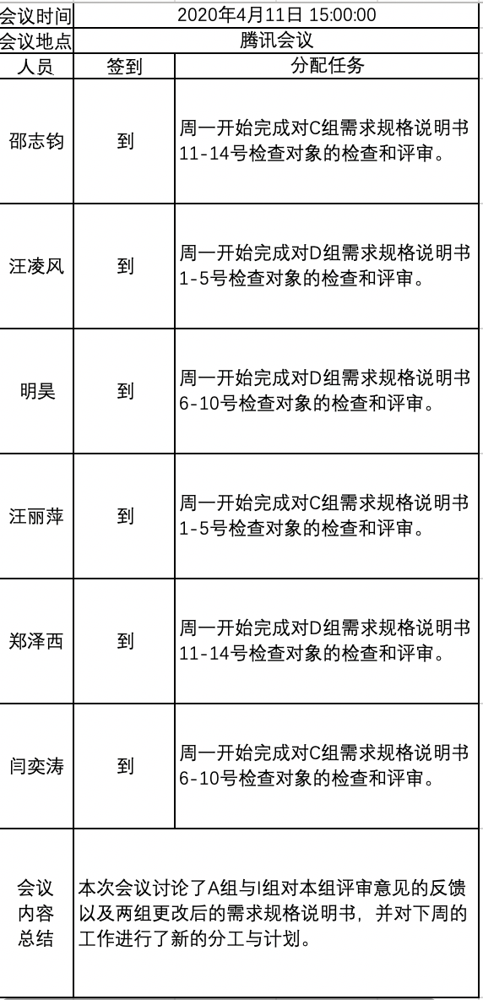 会议时间 2020年4月11日 15:00:00
会议地点 腾讯会议
人员 签到 分配任务
邵志钧 到 周一开始完成对C组需求规格说明书
11-14号检查对象的检查和评审。
汪凌风 到 周一开始完成对D组需求规格说明书
1-5号检查对象的检查和评审。
明昊 到 周一开始完成对D组需求规格说明书
6-10号检查对象的检查和评审。
汪丽萍 到 周一开始完成对C组需求规格说明书
1-5号检查对象的检查和评审。
郑泽西 到 周一开始完成对D组需求规格说明书
11-14号检查对象的检查和评审。
闫奕涛 到 周一开始完成对C组需求规格说明书
6-10号检查对象的检查和评审。
会议
内容
总结
本次会议讨论了A组与I组对本组评审意见的反馈
以及两组更改后的需求规格说明书，并对下周的
工作进行了新的分工与计划。